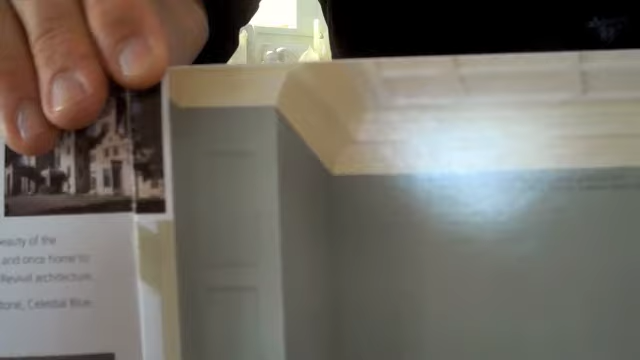 eauty of the
and once home to
Revival architecture.
tone, Celestial Blue